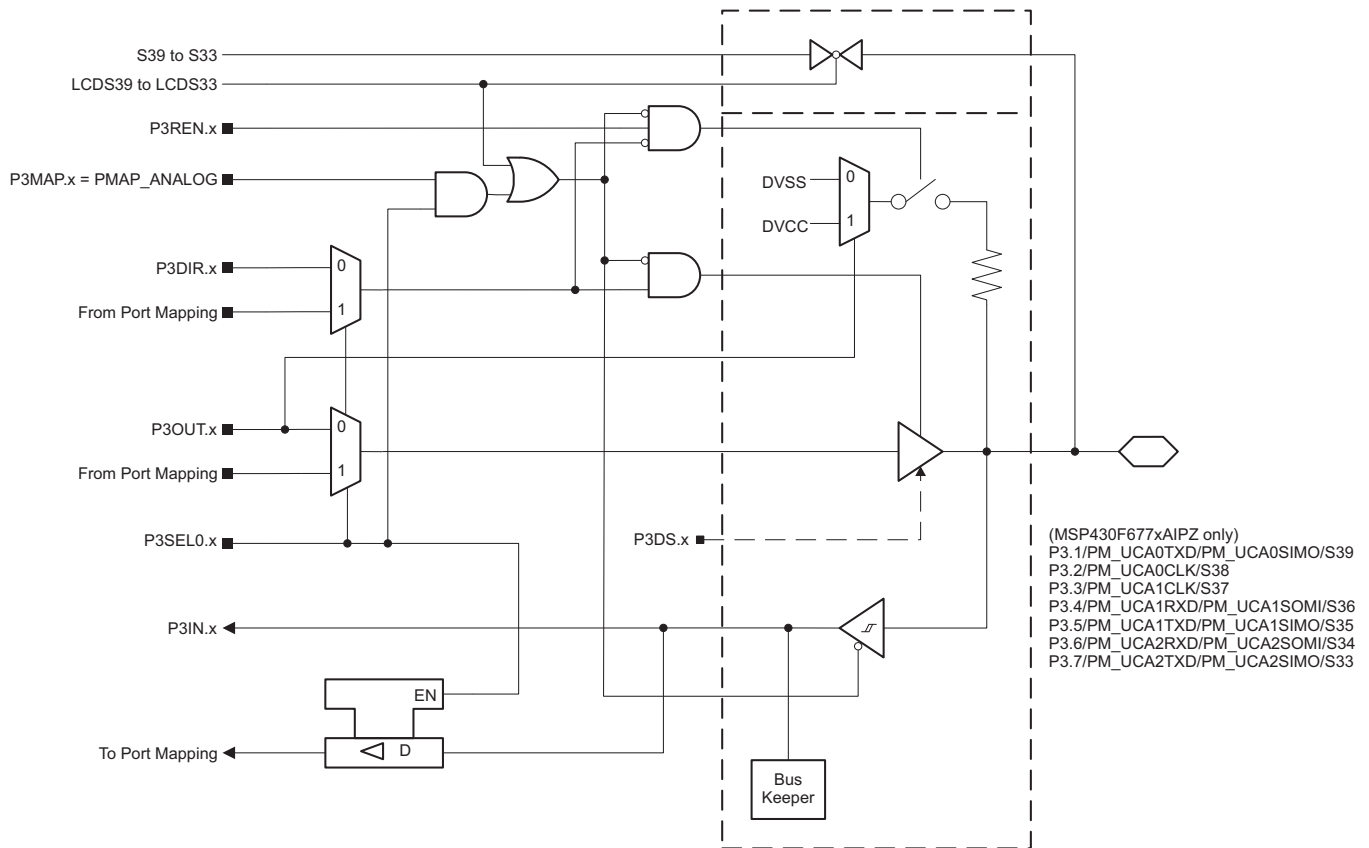 S39 to S33
LCDS39 to LCDS33
P3REN.x
P3MAP.x = PMAP_ANALOG
DVSS
0
DVCC
1
P3DIR.x
0
From Port Mapping
1
P3OUT.x
0
From Port Mapping
1
P3SEL0.x
P3DS.x
(MSP430F677xAIPZ only)
P3.1/PM_UCA0TXD/PM_UCA0SIMO/S39
P3.2/PM_UCA0CLK/S38
P3.3/PM_UCA1CLK/S37
P3.4/PM_UCA1RXD/PM_UCA1SOMI/S36
P3.5/PM_UCA1TXD/PM_UCA1SIMO/S35
P3.6/PM_UCA2RXD/PM_UCA2SOMI/S34
P3.7/PM_UCA2TXD/PM_UCA2SIMO/S33
P3IN.x
EN
To Port Mapping
D
Bus
Keeper